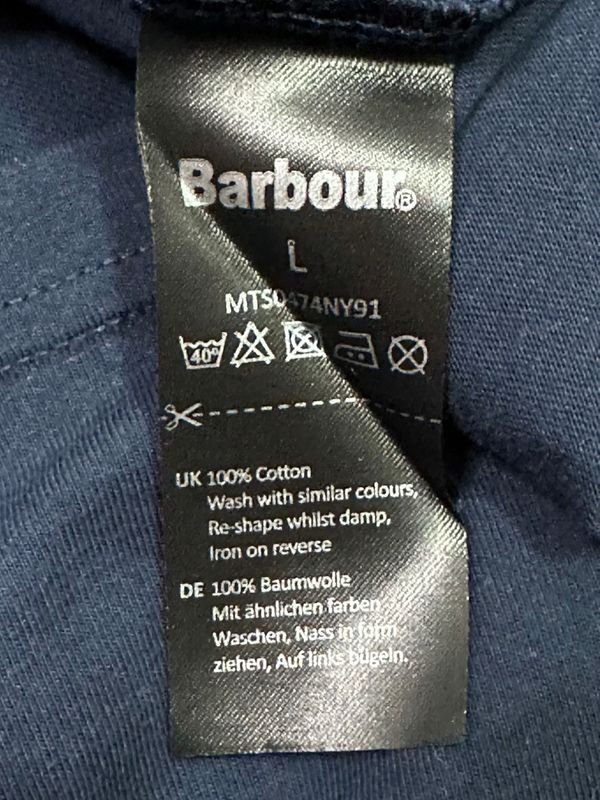 Barbour®
L
MTS0474NY91
40°
UK 100% Cotton
Wash with similar colours,
Re-shape whilst damp,
Iron on reverse
DE 100% Baumwolle
Mit ähnlichen farben
Waschen, Nass in form
ziehen, Auf links bügeln.